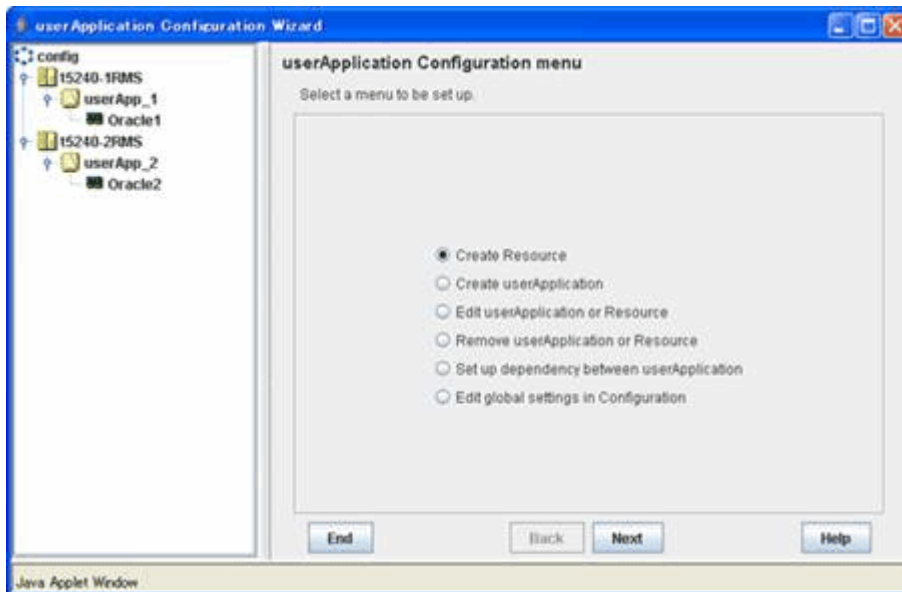 userApplication Configuration Wizard
config
t5240-1RMS
userApp_1
Oracle1
t5240-2RMS
userApp_2
Oracle2
userApplication Configuration menu
Select a menu to be set up.
Create Resource
Create userApplication
Edit userApplication or Resource
Remove userApplication or Resource
Set up dependency between userApplication
Edit global settings in Configuration
End
Back
Next
Help
Java Applet Window